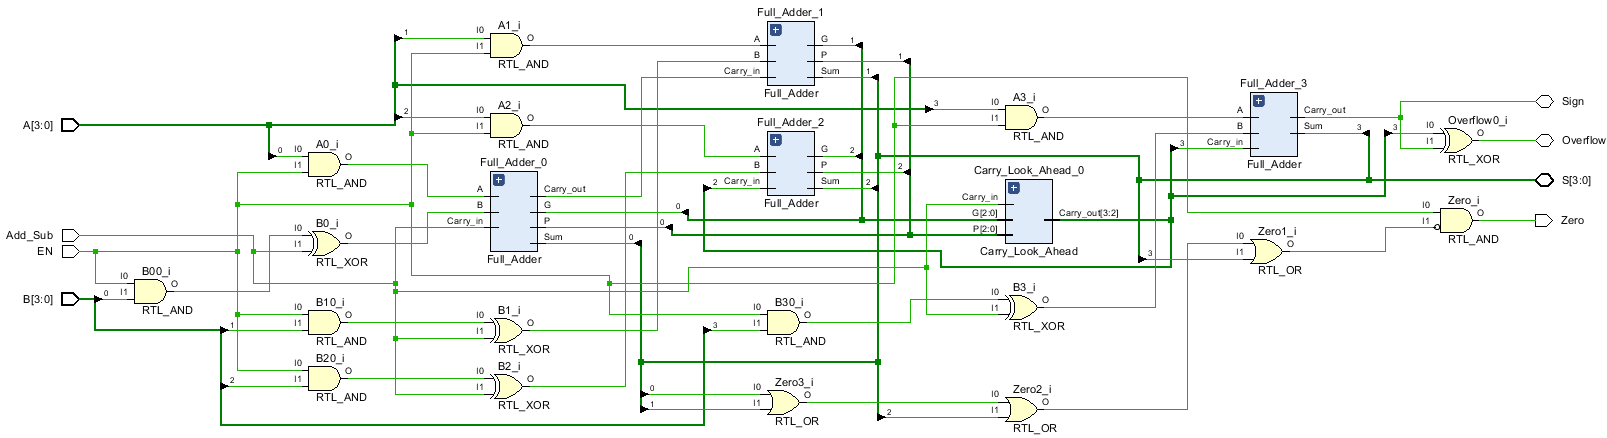 A[3:0]
Add_Sub
EN
B[3:0]
0
B00_i
I0
I1
O
RTL_AND
0
A0_i
I0
I1
O
RTL_AND
B0_i
I0
I1
O
RTL_XOR
B10_i
I0
I1
O
1
RTL_AND
B20_i
I0
I1
O
2
RTL_AND
1
A1_i
I0
I1
O
RTL_AND
2
A2_i
I0
I1
O
RTL_AND
Full_Adder_0
A
B
Carry_in
Carry_out
G
P
Sum
Full_Adder
0
0
0
B1_i
I0
I1
O
RTL_XOR
B2_i
I0
I1
O
RTL_XOR
Full_Adder_1
A
B
Carry_in
G
P
Sum
Full_Adder
1
1
1
Full_Adder_2
A
B
Carry_in
G
P
Sum
Full_Adder
2
2
2
2
B30_i
I0
I1
O
3
RTL_AND
Zero3_i
I0
I1
O
0
1
RTL_OR
3
A3_i
I0
I1
O
RTL_AND
Carry_Look_Ahead_0
Carry_in
G[2:0]
P[2:0]
Carry_out[3:2]
Carry_Look_Ahead
B3_i
I0
I1
O
RTL_XOR
Zero2_i
I0
I1
O
2
RTL_OR
Full_Adder_3
A
B
Carry_in
Carry_out
Sum
Full_Adder
3
3
3
Zero1_i
I0
I1
O
3
RTL_OR
Overflow0_i
I0
I1
O
RTL_XOR
Zero_i
I0
I1
O
RTL_AND
Sign
Overflow
S[3:0]
Zero